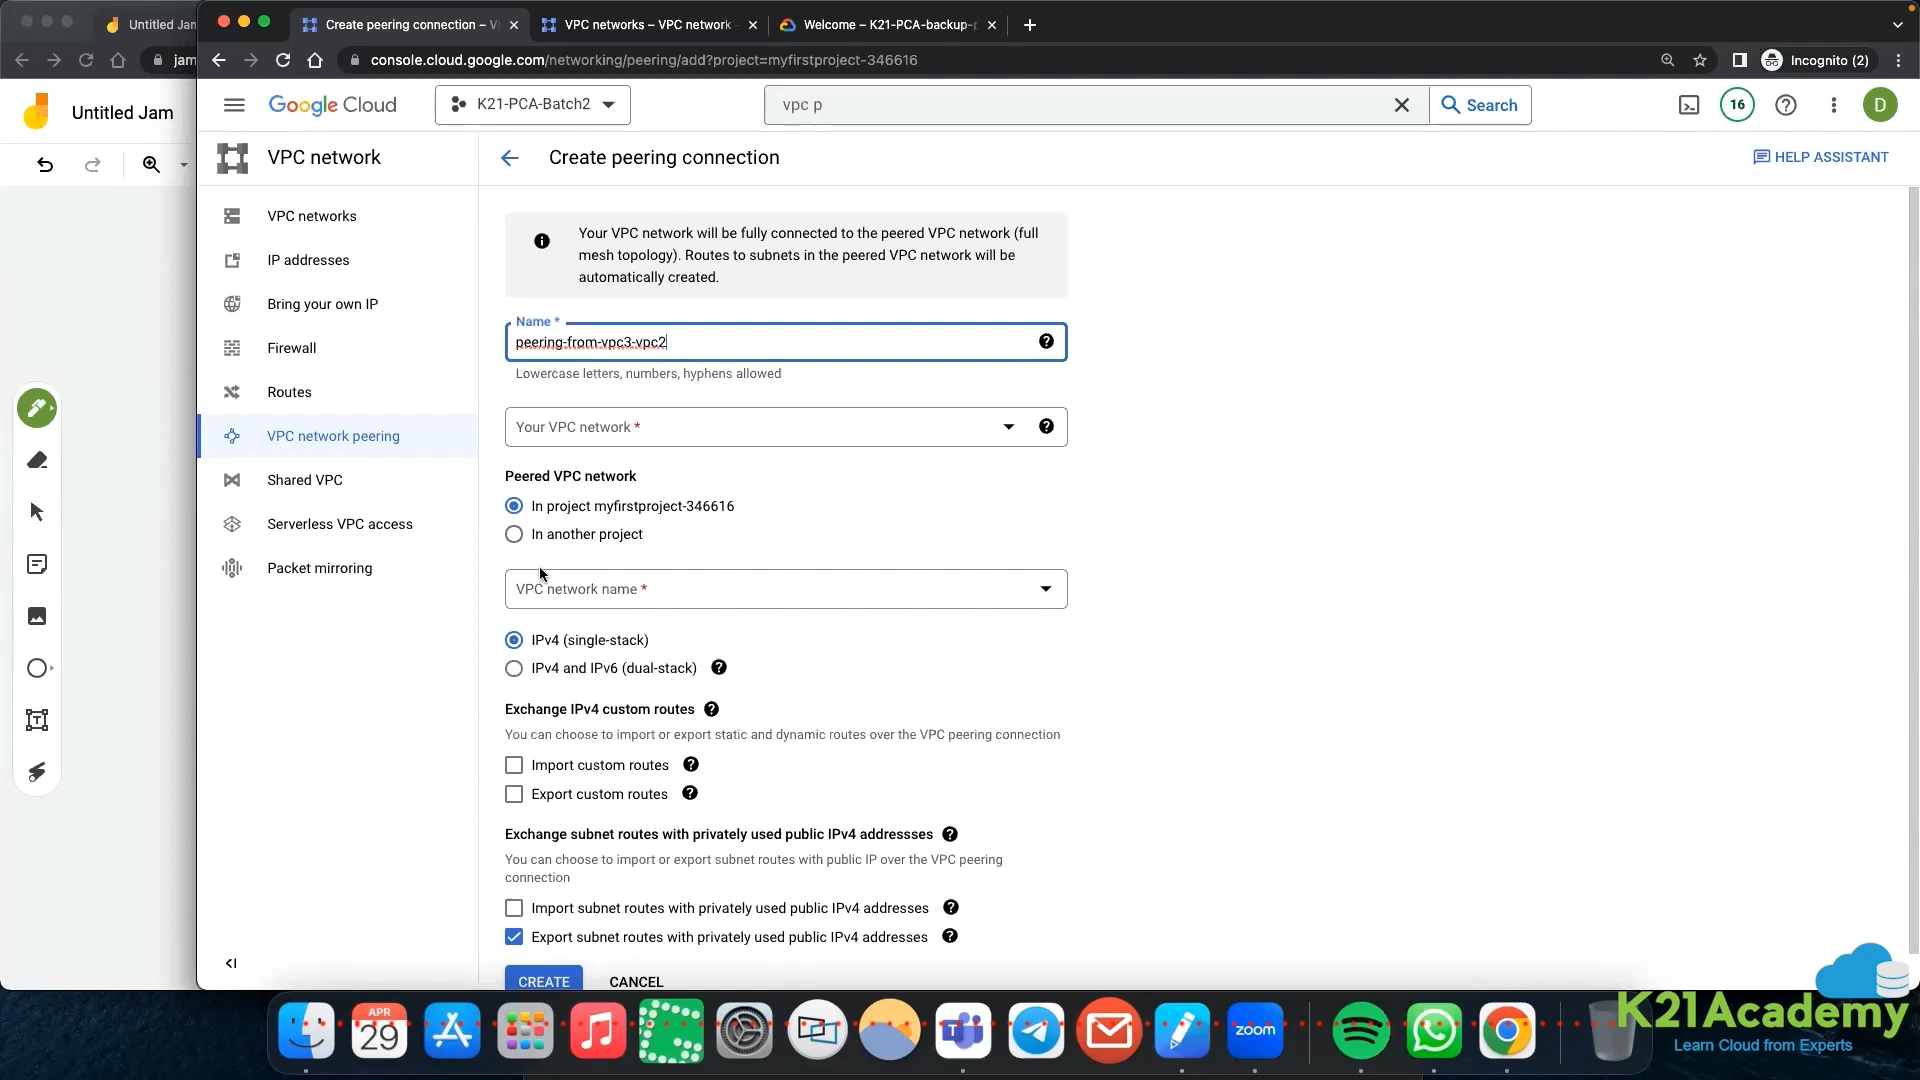 Untitled Jam
Create peering connection – V
VPC networks – VPC network
Welcome – K21-PCA-backup-
jam
console.cloud.google.com/networking/peering/add?project=myfirstproject-346616
Incognito (2)
Untitled Jam
Google Cloud
K21-PCA-Batch2
vpc p
Search
16
D
VPC network
Create peering connection
HELP ASSISTANT
VPC networks
IP addresses
Bring your own IP
Firewall
Routes
VPC network peering
Shared VPC
Serverless VPC access
Packet mirroring
Your VPC network will be fully connected to the peered VPC network (full
mesh topology). Routes to subnets in the peered VPC network will be
automatically created.
Name *
peering-from-vpc3-vpc2
Lowercase letters, numbers, hyphens allowed
Your VPC network *
Peered VPC network
In project myfirstproject-346616
In another project
VPC network name *
IPv4 (single-stack)
IPv4 and IPv6 (dual-stack)
Exchange IPv4 custom routes
You can choose to import or export static and dynamic routes over the VPC peering connection
Import custom routes
Export custom routes
Exchange subnet routes with privately used public IPv4 addressses
You can choose to import or export subnet routes with public IP over the VPC peering
connection
Import subnet routes with privately used public IPv4 addresses
Export subnet routes with privately used public IPv4 addresses
CREATE
CANCEL
APR
29
zoom
K21Academy
Learn Cloud from Experts